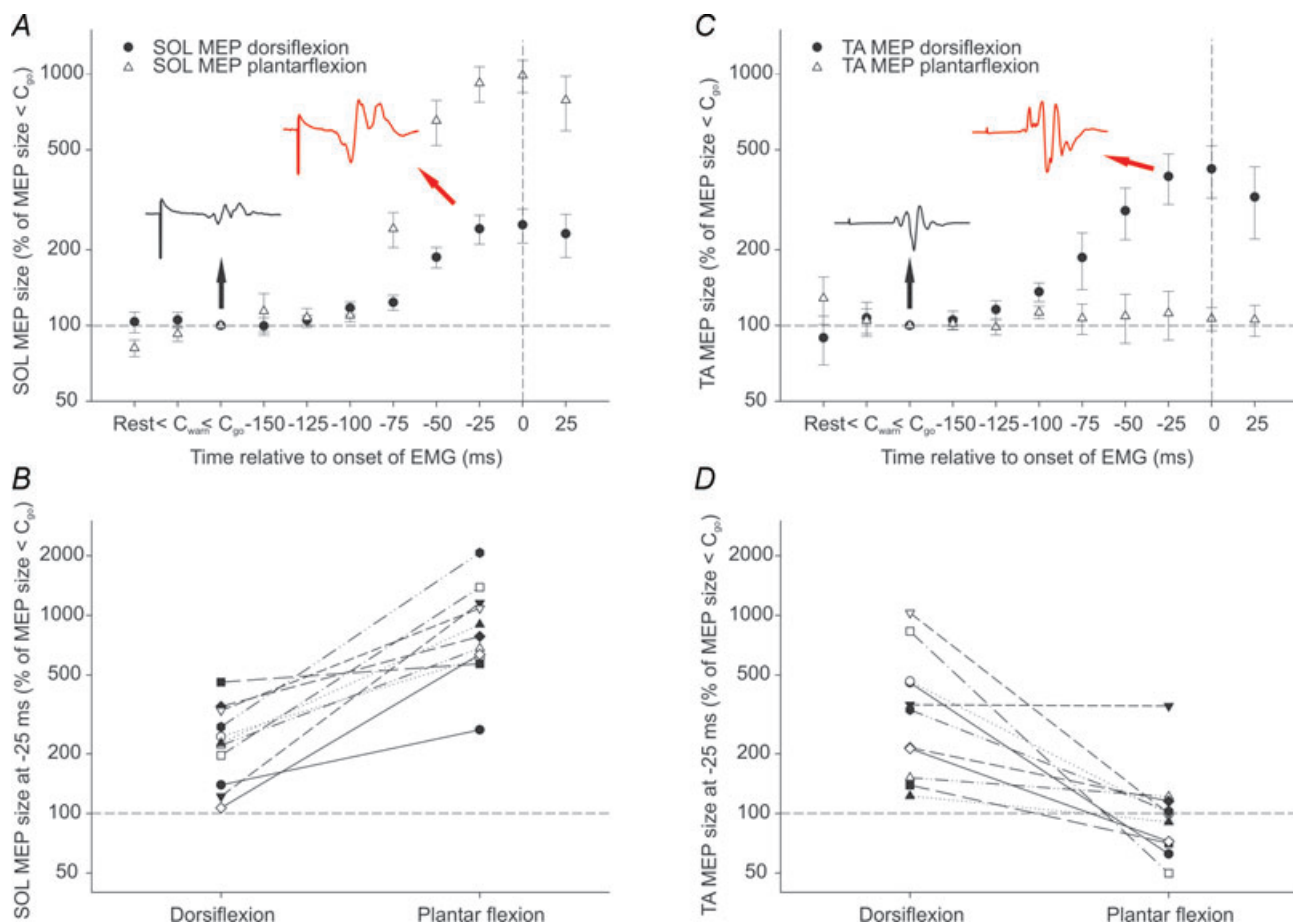 A
SOL MEP dorsiflexion
SOL MEP plantarflexion
SOL MEP size (% of MEP size < Cgo)
1000
500
200
100
50
Rest < Cwarn < Cgo -150 -125 -100 -75 -50 -25 0 25
Time relative to onset of EMG (ms)
C
TA MEP dorsiflexion
TA MEP plantarflexion
TA MEP size (% of MEP size < Cgo)
1000
500
200
100
50
Rest < Cwarn < Cgo -150 -125 -100 -75 -50 -25 0 25
Time relative to onset of EMG (ms)
B
SOL MEP size at -25 ms (% of MEP size < Cgo)
2000
1000
500
200
100
50
Dorsiflexion Plantar flexion
D
TA MEP size at -25 ms (% of MEP size < Cgo)
2000
1000
500
200
100
50
Dorsiflexion Plantar flexion